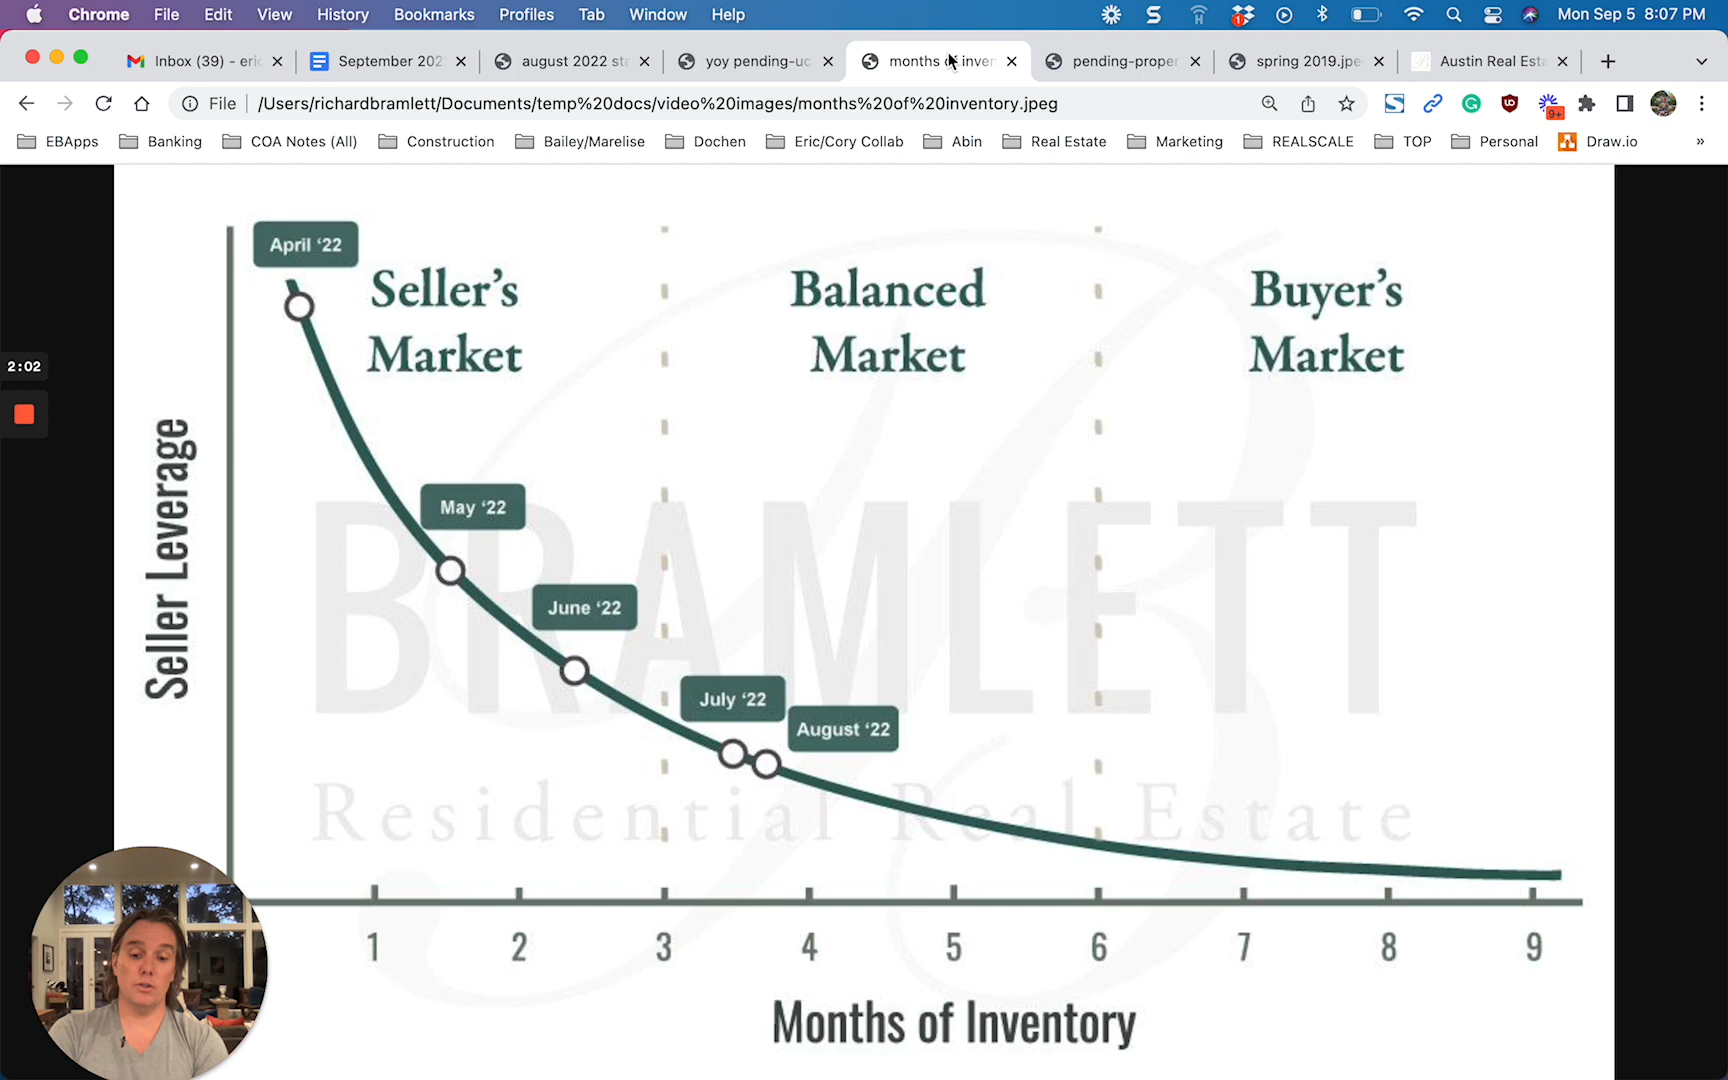 Chrome File Edit View History Bookmarks Profiles Tab Window Help 1 Mon Sep 5 8:07 PM
Inbox (39) - eric September 202 august 2022 sta yoy pending-uc months of inven pending-proper spring 2019.jpe Austin Real Esta
File /Users/richardbramlett/Documents/temp%20docs/video%20images/months%20of%20inventory.jpeg 9+
EBApps Banking COA Notes (All) Construction Bailey/Marelise Dochen Eric/Cory Collab Abin Real Estate Marketing REALSCALE TOP Personal Draw.io »
April ‘22
Seller’s
Market
Balanced
Market
Buyer’s
Market
2:02
Seller Leverage
May ‘22
BRAMLETT
June ‘22
July ‘22
August ‘22
Residential Real Estate
1 2 3 4 5 6 7 8 9
Months of Inventory